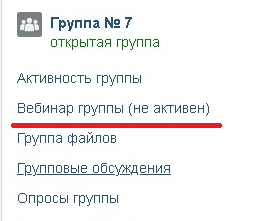 Группа № 7
открытая группа
Активность группы
Вебинар группы (не активен)
Группа файлов
Групповые обсуждения
Опросы группы